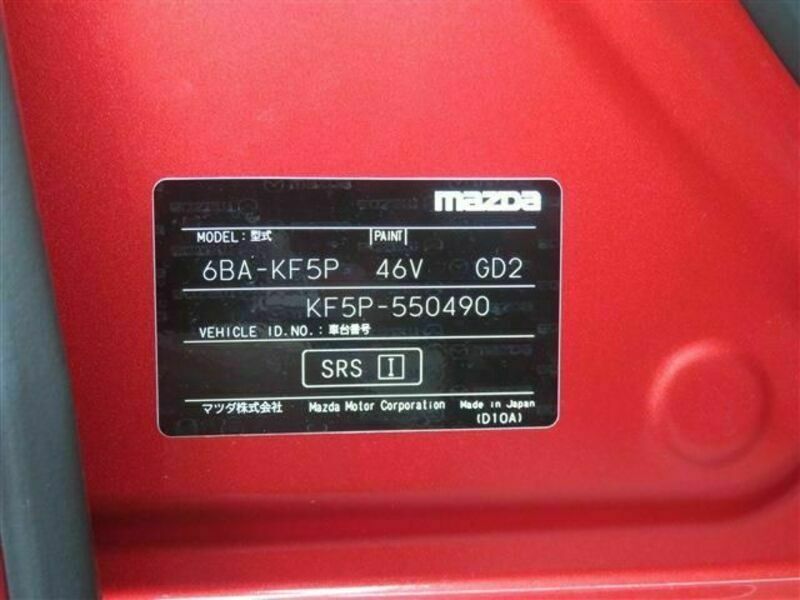 mazda
MODEL:型式 PAINT
6BA-KF5P 46V GD2
KF5P-550490
VEHICLE ID.NO.:車台番号
SRS I
マツダ株式会社 Mazda Motor Corporation Made in Japan
(D10A)